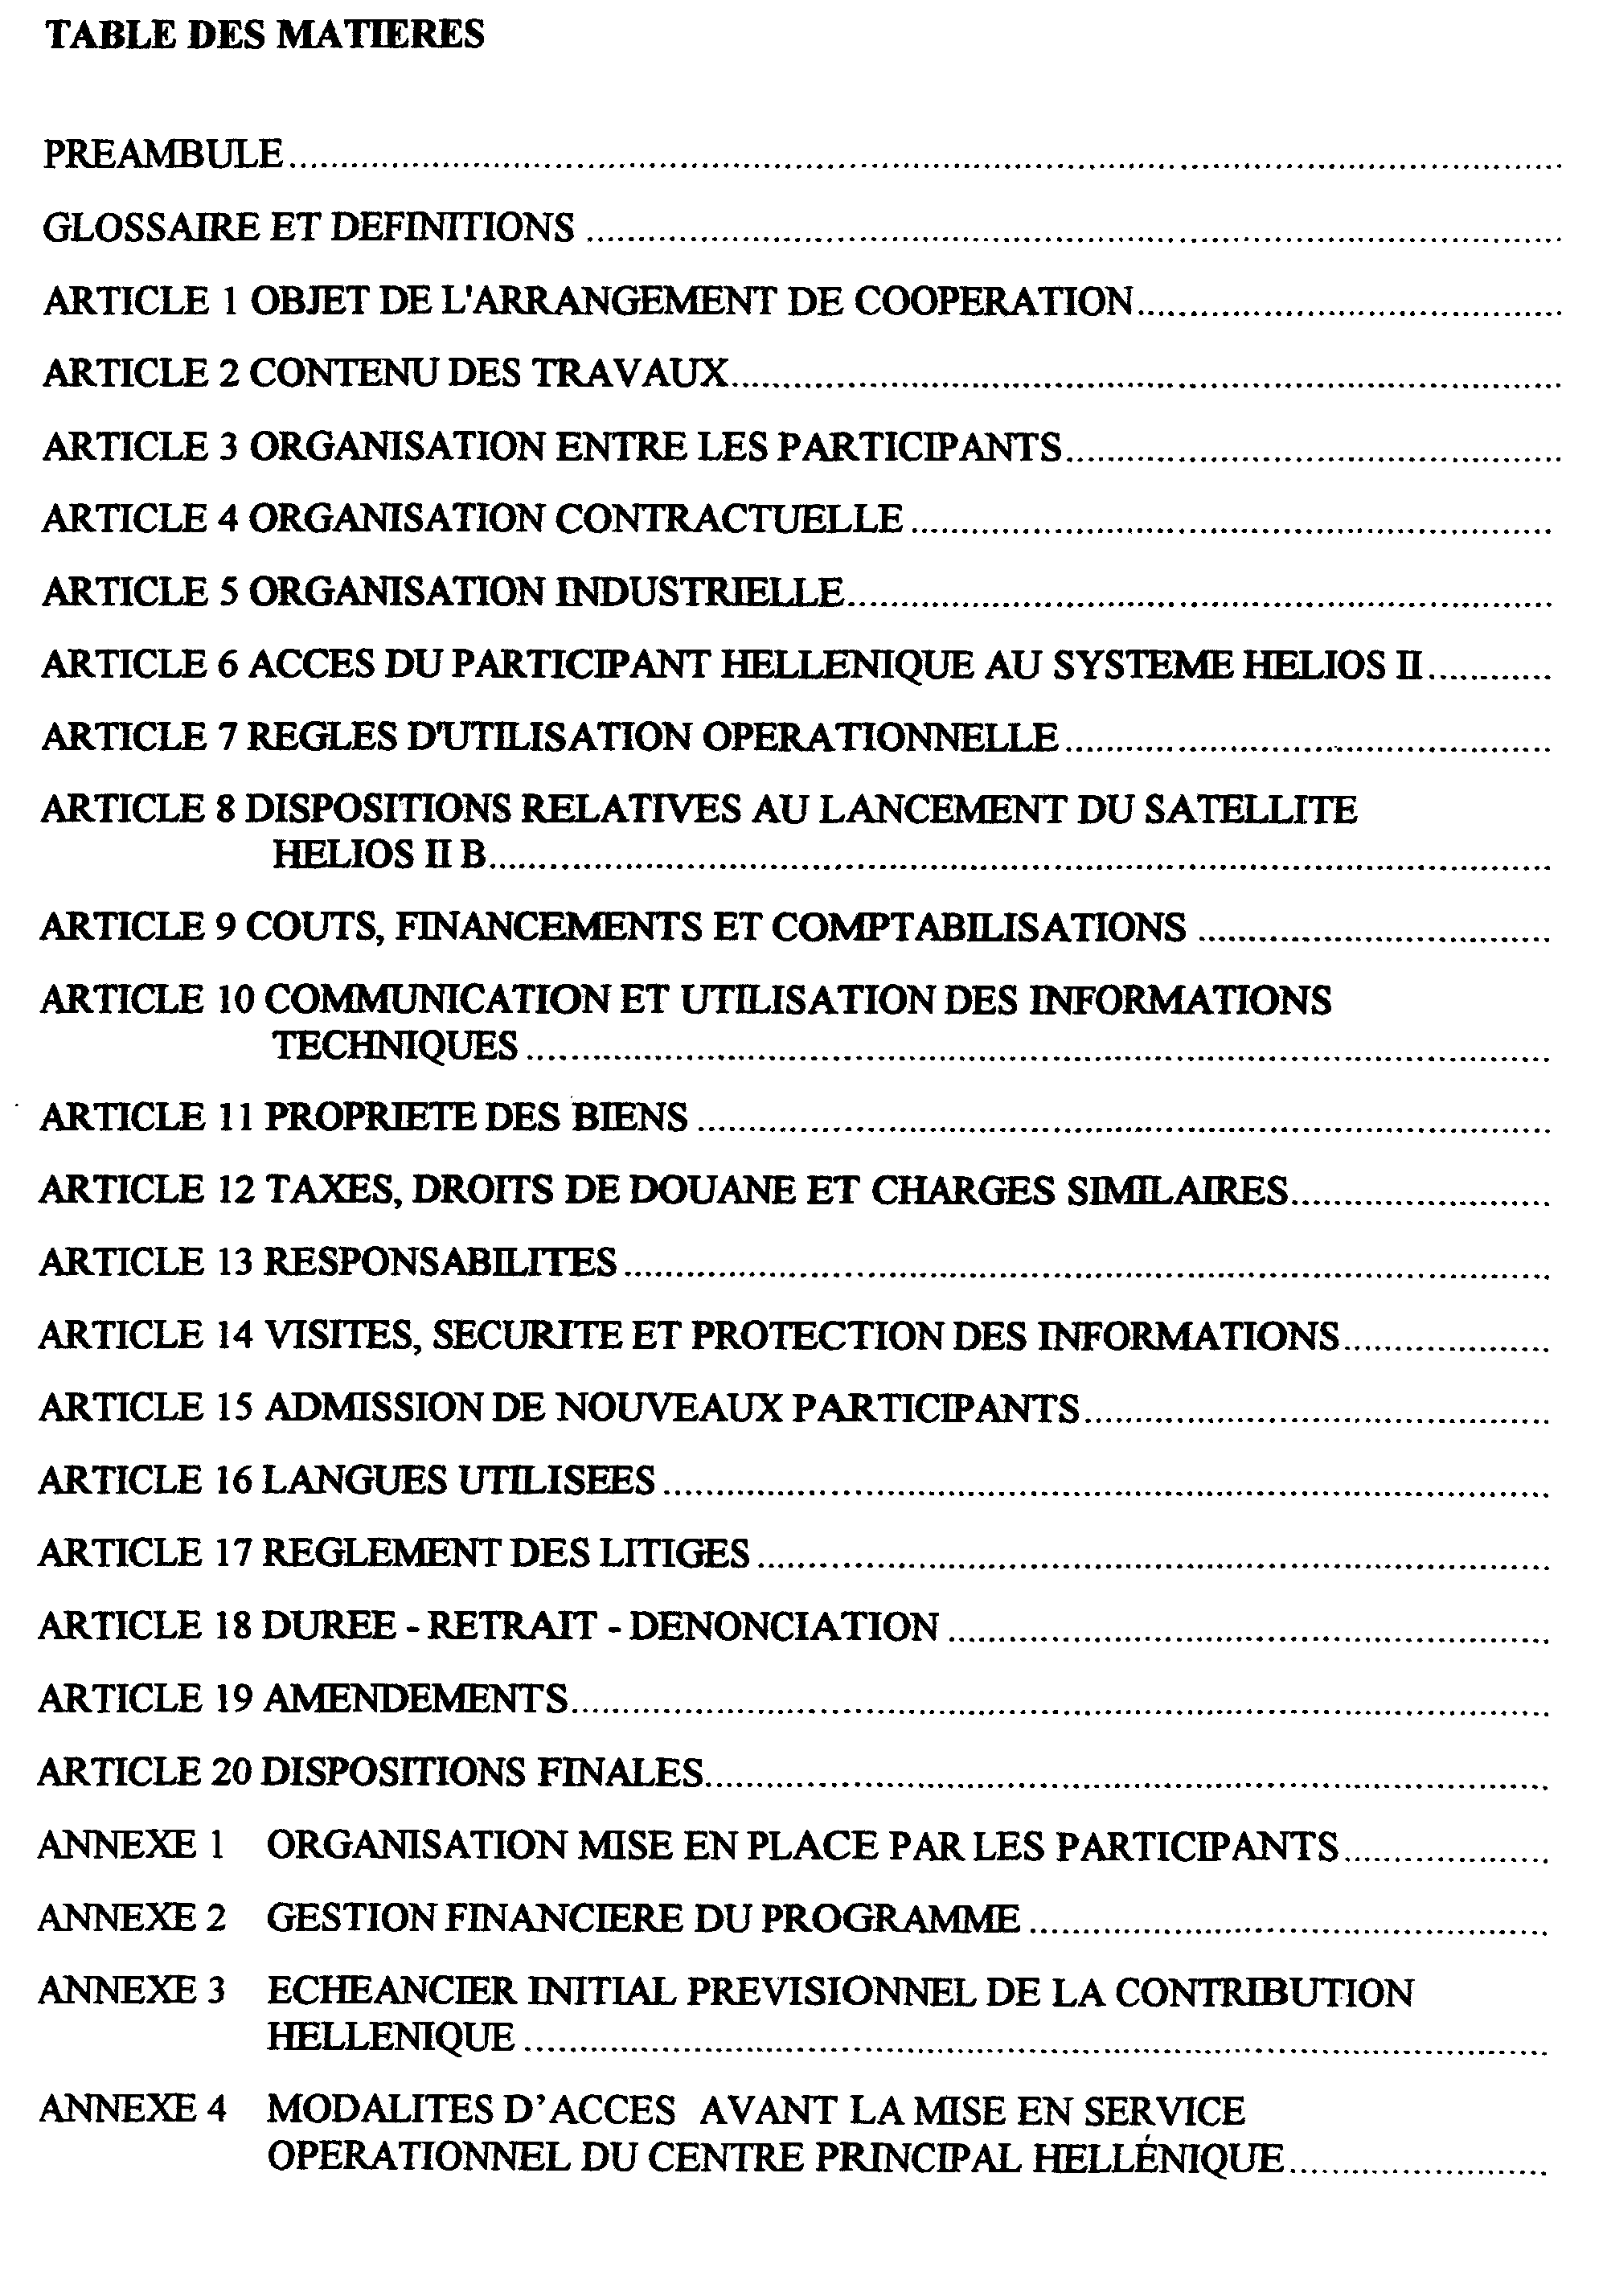 TABLE DES MATIERES
PREAMBULE..........
GLOSSAIRE ET DEFINITIONS ..........
ARTICLE 1 OBJET DE L'ARRANGEMENT DE COOPERATION..........
ARTICLE 2 CONTENU DES TRAVAUX..........
ARTICLE 3 ORGANISATION ENTRE LES PARTICIPANTS..........
ARTICLE 4 ORGANISATION CONTRACTUELLE..........
ARTICLE 5 ORGANISATION INDUSTRIELLE..........
ARTICLE 6 ACCES DU PARTICIPANT HELLENIQUE AU SYSTEME HELIOS II..........
ARTICLE 7 REGLES D'UTILISATION OPERATIONNELLE..........
ARTICLE 8 DISPOSITIONS RELATIVES AU LANCEMENT DU SATELLITE
HELIOS II B..........
ARTICLE 9 COUTS, FINANCEMENTS ET COMPTABILISATIONS ..........
ARTICLE 10 COMMUNICATION ET UTILISATION DES INFORMATIONS
TECHNIQUES ..........
ARTICLE 11 PROPRIETE DES BIENS ..........
ARTICLE 12 TAXES, DROITS DE DOUANE ET CHARGES SIMILAIRES..........
ARTICLE 13 RESPONSABILITES ..........
ARTICLE 14 VISITES, SECURITE ET PROTECTION DES INFORMATIONS..........
ARTICLE 15 ADMISSION DE NOUVEAUX PARTICIPANTS..........
ARTICLE 16 LANGUES UTILISEES ..........
ARTICLE 17 REGLEMENT DES LITIGES ..........
ARTICLE 18 DUREE - RETRAIT - DENONCIATION ..........
ARTICLE 19 AMENDEMENTS..........
ARTICLE 20 DISPOSITIONS FINALES..........
ANNEXE 1 ORGANISATION MISE EN PLACE PAR LES PARTICIPANTS..........
ANNEXE 2 GESTION FINANCIERE DU PROGRAMME ..........
ANNEXE 3 ECHEANCIER INITIAL PREVISIONNEL DE LA CONTRIBUTION
HELLENIQUE ..........
ANNEXE 4 MODALITES D'ACCES AVANT LA MISE EN SERVICE
OPERATIONNEL DU CENTRE PRINCIPAL HELLÉNIQUE..........